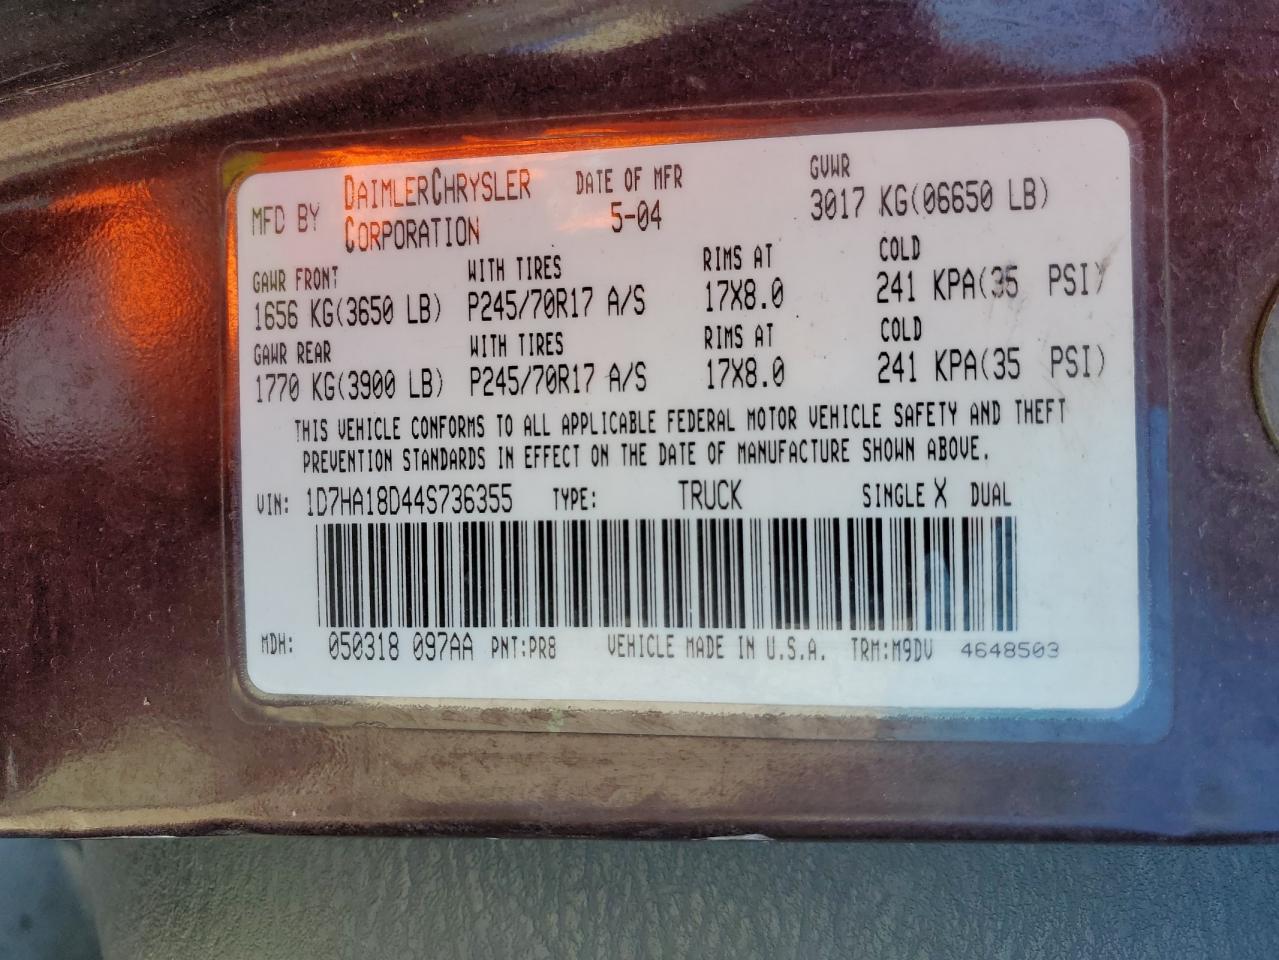 MFD BY DAIMLERCHRYSLER CORPORATION DATE OF MFR 5-04 GVWR 3017 KG(06650 LB)
GAWR FRONT WITH TIRES RIMS AT COLD
1656 KG(3650 LB) P245/70R17 A/S 17X8.0 241 KPA(35 PSI)
GAWR REAR WITH TIRES RIMS AT COLD
1770 KG(3900 LB) P245/70R17 A/S 17X8.0 241 KPA(35 PSI)
THIS VEHICLE CONFORMS TO ALL APPLICABLE FEDERAL MOTOR VEHICLE SAFETY AND THEFT
PREVENTION STANDARDS IN EFFECT ON THE DATE OF MANUFACTURE SHOWN ABOVE.
VIN: 1D7HA18D44S736355 TYPE: TRUCK SINGLE X DUAL
MDH: 050318 097AA PNT:PR8 VEHICLE MADE IN U.S.A. TRM:M9DV 4648503